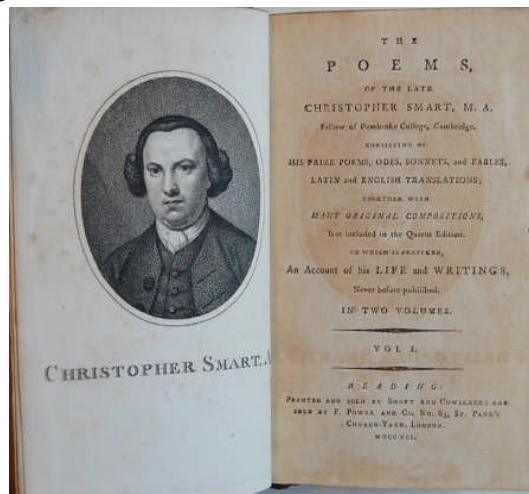 CHRISTOPHER SMART.
THE
POEMS,
OF THE LATE
CHRISTOPHER SMART, M. A.
Fellow of Pembroke College, Cambridge.
CONSISTING OF
HIS PRIZE POEMS, ODES, SONNETS, and FABLES,
LATIN and ENGLISH TRANSLATIONS;
TOGETHER WITH
MANY ORIGINAL COMPOSITIONS,
Not included in the Quarto Edition.
TO WHICH IS PREFIXED,
An Account of his LIFE and WRITINGS,
Never before published.
IN TWO VOLUMES.
VOL I.
READING:
PRINTED AND SOLD BY SMART AND COWSLADE; AND
SOLD BY F. POWER AND CO. NO. 65, ST. PAUL'S
CHURCH-YARD, LONDON.
MDCCXCI.